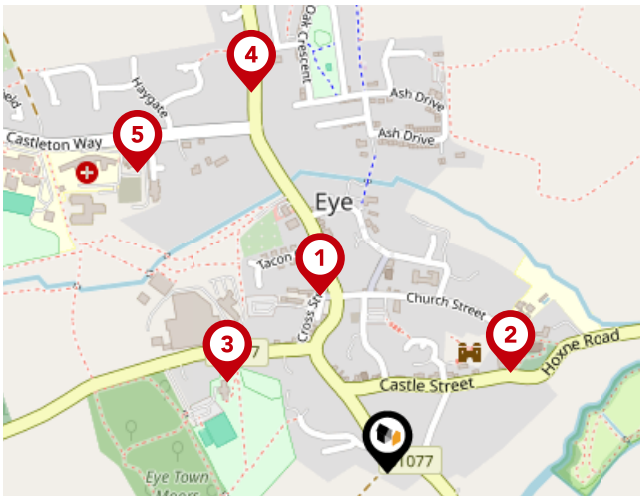 Oak Crescent
4
Haygate
Ash Drive
Ash Drive
5
Castleton Way
Eye
Tacon
1
Cross St
Church Street
2
Hoxne Road
3
7
Castle Street
1077
Eye Town
Moors